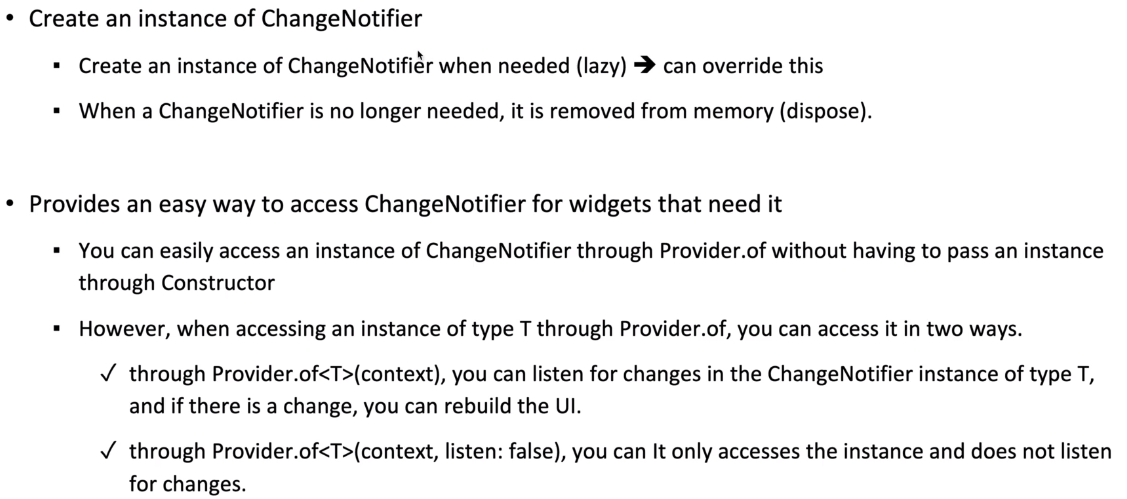 • Create an instance of ChangeNotifier
▪ Create an instance of ChangeNotifier when needed (lazy) ➔ can override this
▪ When a ChangeNotifier is no longer needed, it is removed from memory (dispose).
• Provides an easy way to access ChangeNotifier for widgets that need it
▪ You can easily access an instance of ChangeNotifier through Provider.of without having to pass an instance
through Constructor
▪ However, when accessing an instance of type T through Provider.of, you can access it in two ways.
✓ through Provider.of<T>(context), you can listen for changes in the ChangeNotifier instance of type T,
and if there is a change, you can rebuild the UI.
✓ through Provider.of<T>(context, listen: false), you can It only accesses the instance and does not listen
for changes.